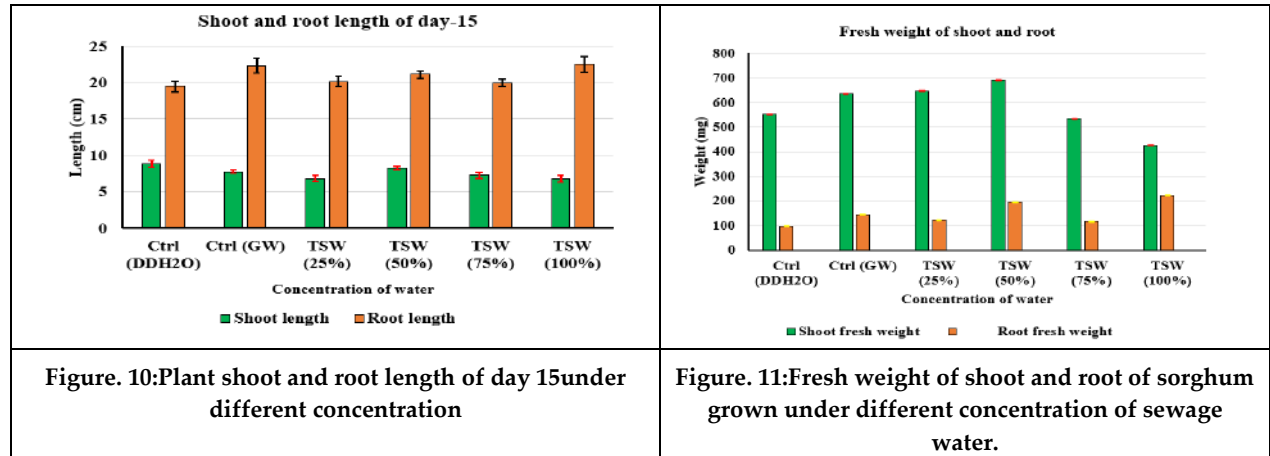 Shoot and root length of day-15
25
20
15
10
5
0
Length (cm)
Ctrl
(DDH2O)
Ctrl (GW)
TSW
(25%)
TSW
(50%)
TSW
(75%)
TSW
(100%)
Concentration of water
Shoot length
Root length
Figure. 10:Plant shoot and root length of day 15under
different concentration
Fresh weight of shoot and root
800
700
600
500
400
300
200
100
0
Weight (mg)
Ctrl
(DDH2O)
Ctrl (GW)
TSW
(25%)
TSW
(50%)
TSW
(75%)
TSW
(100%)
Concentration of water
Shoot fresh weight
Root fresh weight
Figure. 11:Fresh weight of shoot and root of sorghum
grown under different concentration of sewage
water.